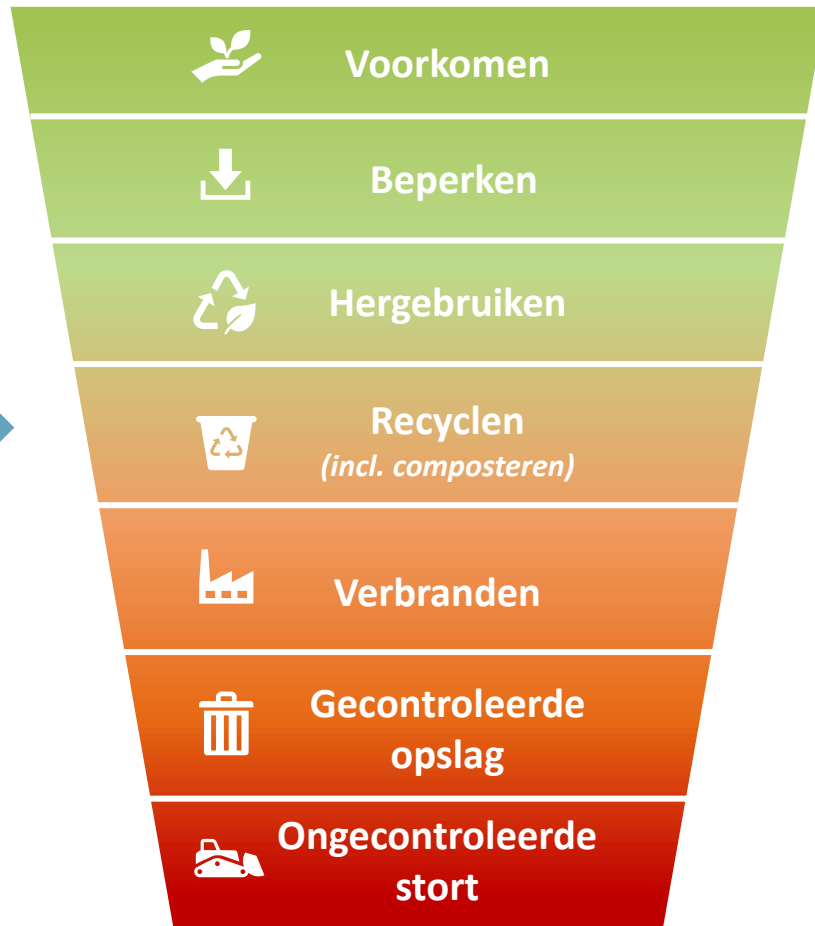 Voorkomen
Beperken
Hergebruiken
Recyclen
(incl. composteren)
Verbranden
Gecontroleerde
opslag
Ongecontroleerde
stort